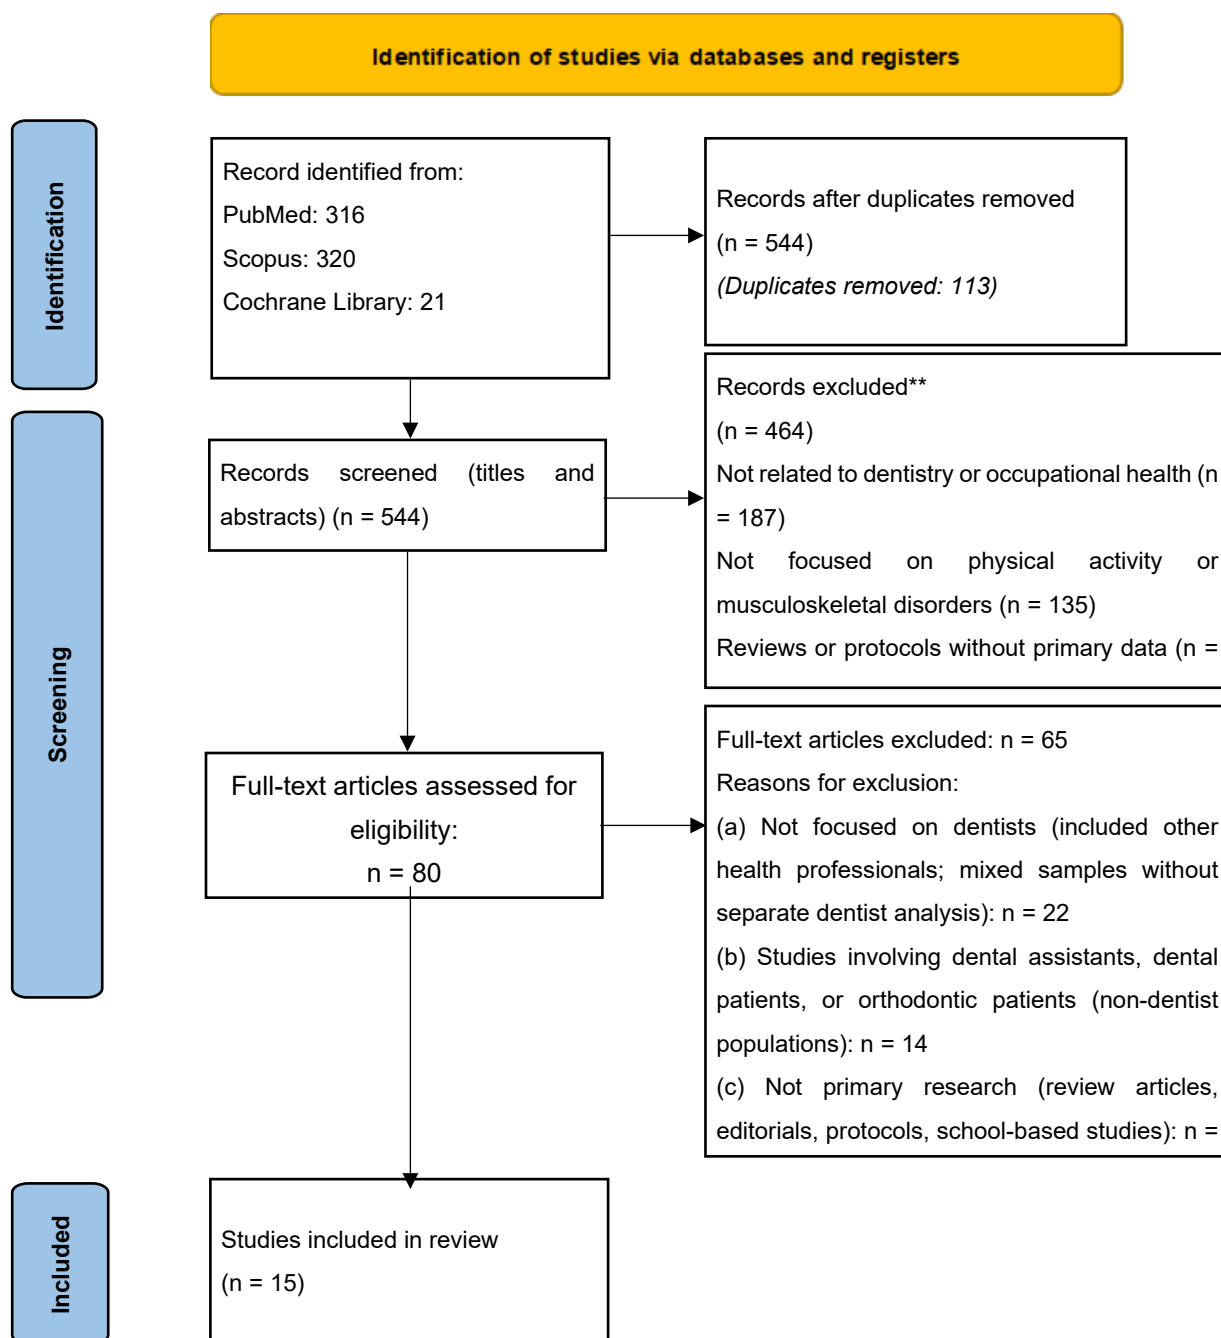 Identification of studies via databases and registers
Identification
Record identified from:
PubMed: 316
Scopus: 320
Cochrane Library: 21
Records after duplicates removed
(n = 544)
(Duplicates removed: 113)
Screening
Records screened (titles and
abstracts) (n = 544)
Records excluded**
(n = 464)
Not related to dentistry or occupational health (n
= 187)
Not focused on physical activity or
musculoskeletal disorders (n = 135)
Reviews or protocols without primary data (n =
Full-text articles assessed for
eligibility:
n = 80
Full-text articles excluded: n = 65
Reasons for exclusion:
(a) Not focused on dentists (included other
health professionals; mixed samples without
separate dentist analysis): n = 22
(b) Studies involving dental assistants, dental
patients, or orthodontic patients (non-dentist
populations): n = 14
(c) Not primary research (review articles,
editorials, protocols, school-based studies): n =
Included
Studies included in review
(n = 15)